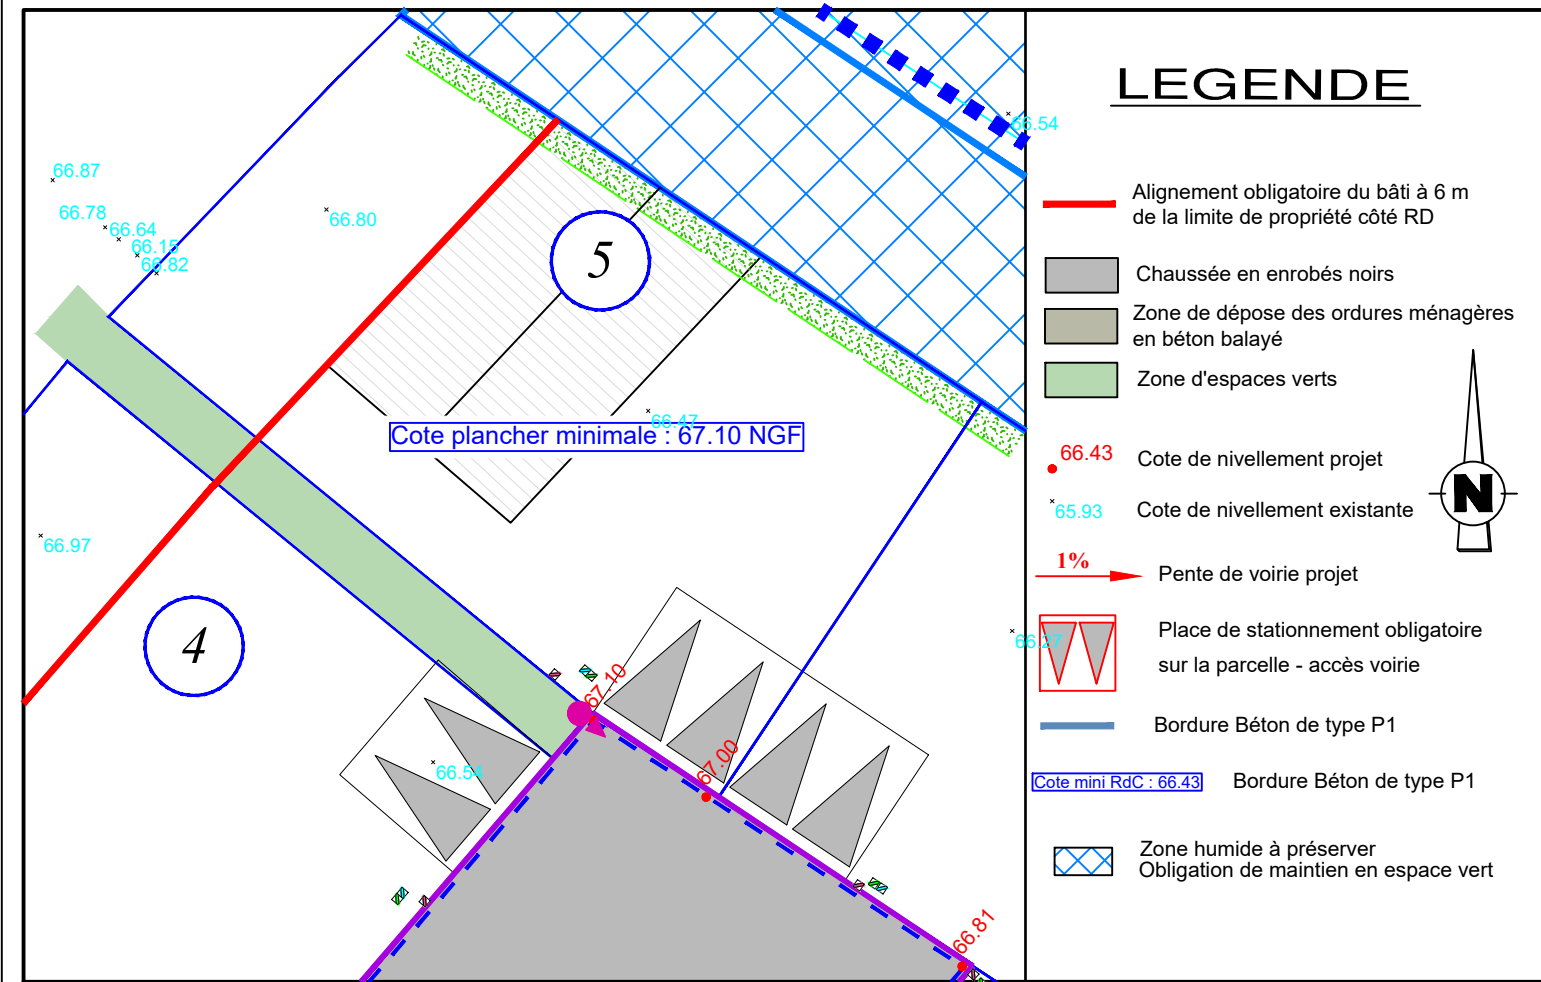 66.54
66.87
66.78
66.64
66.15
66.82
66.80
5
66.47
Cote plancher minimale : 67.10 NGF
66.97
4
66.27
67.10
66.54
67.00
66.81
LEGENDE
Alignement obligatoire du bâti à 6 m
de la limite de propriété côté RD
Chaussée en enrobés noirs
Zone de dépose des ordures ménagères
en béton balayé
Zone d'espaces verts
66.43
Cote de nivellement projet
65.93
Cote de nivellement existante
N
1%
Pente de voirie projet
Place de stationnement obligatoire
sur la parcelle - accès voirie
Bordure Béton de type P1
Cote mini RdC : 66.43
Bordure Béton de type P1
Zone humide à préserver
Obligation de maintien en espace vert